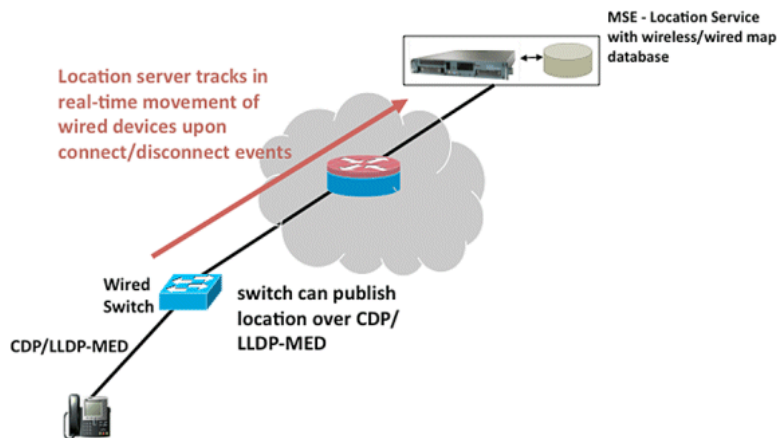 MSE - Location Service
with wireless/wired map
database
Location server tracks in
real-time movement of
wired devices upon
connect/disconnect events
Wired
Switch
switch can publish
location over CDP/
LLDP-MED
CDP/LLDP-MED